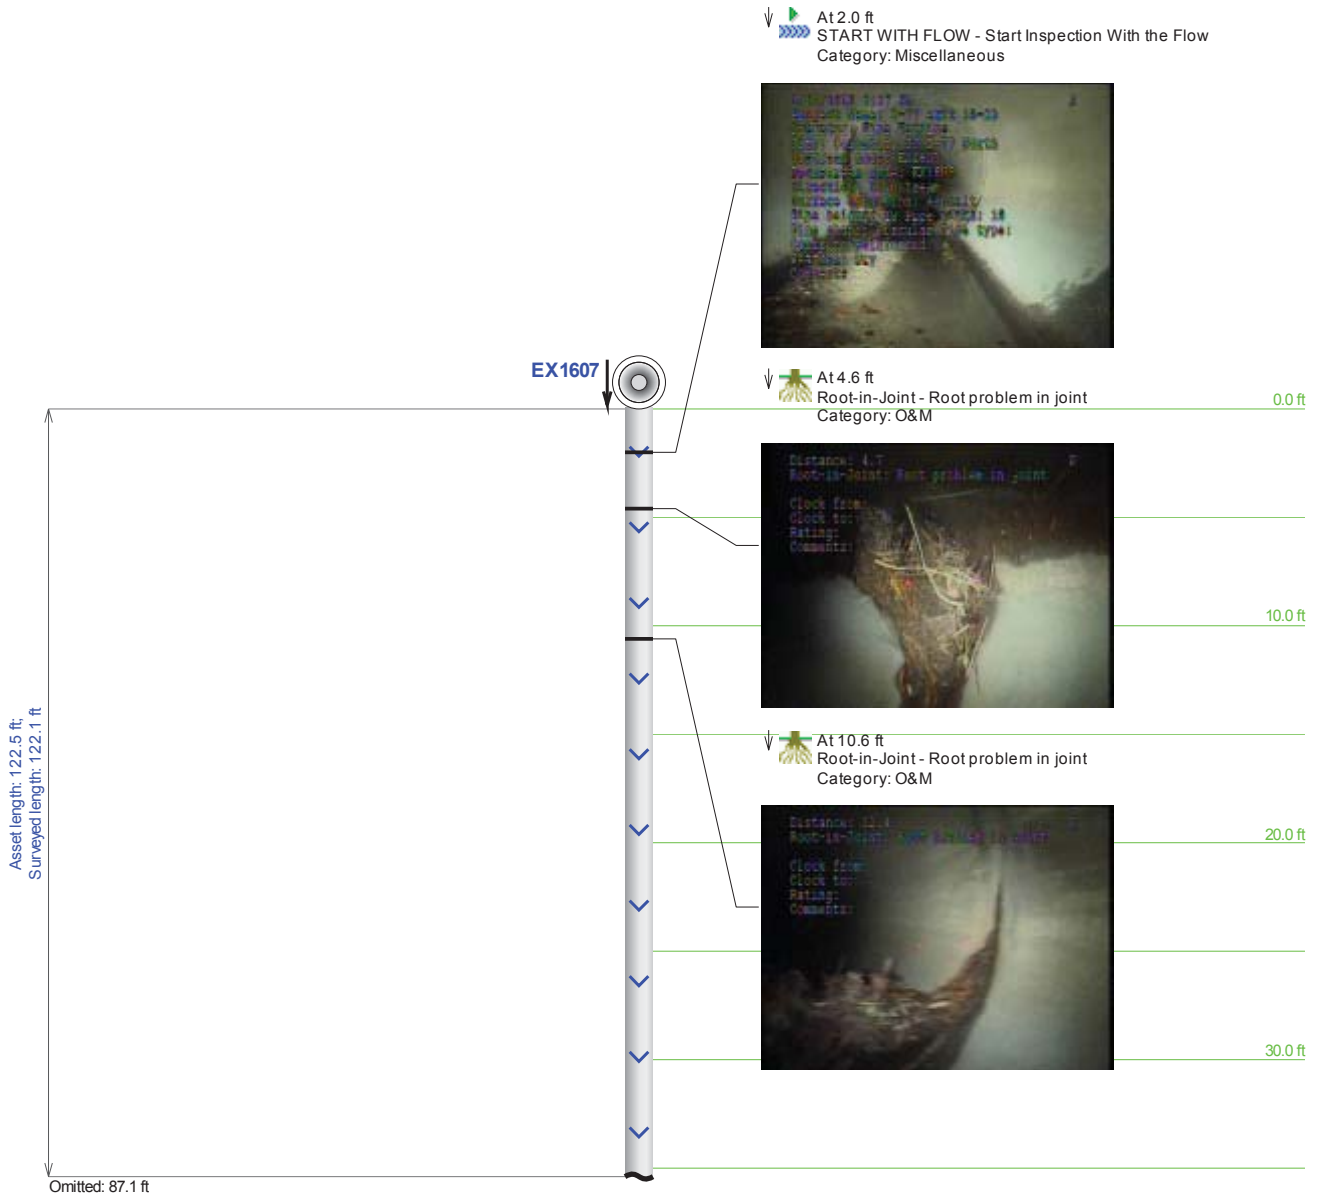 At 2.0 ft
START WITH FLOW - Start Inspection With the Flow
Category: Miscellaneous
EX1607
At 4.6 ft
Root-in-Joint - Root problem in joint
Category: O&M
0.0 ft
Distance: 4.7
Root-in-Joint: Root problem in joint
Clock from:
Clock to:
Rating:
Comments:
10.0 ft
Asset length: 122.5 ft;
Surveyed length: 122.1 ft
At 10.6 ft
Root-in-Joint - Root problem in joint
Category: O&M
Distance:
Root-in-Joint:
Clock from:
Clock to:
Rating:
Comments:
20.0 ft
30.0 ft
Omitted: 87.1 ft